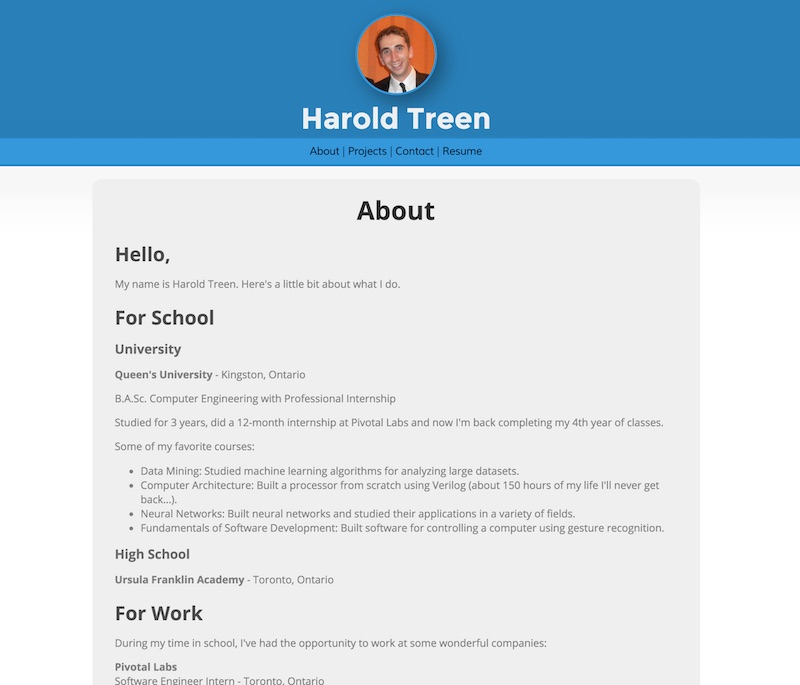 Harold Treen
About | Projects | Contact | Resume
About
Hello,
My name is Harold Treen. Here's a little bit about what I do.
For School
University
Queen's University - Kingston, Ontario
B.A.Sc. Computer Engineering with Professional Internship
Studied for 3 years, did a 12-month internship at Pivotal Labs and now I'm back completing my 4th year of classes.
Some of my favorite courses:
• Data Mining: Studied machine learning algorithms for analyzing large datasets.
• Computer Architecture: Built a processor from scratch using Verilog (about 150 hours of my life I'll never get
back...).
• Neural Networks: Built neural networks and studied their applications in a variety of fields.
• Fundamentals of Software Development: Built software for controlling a computer using gesture recognition.
High School
Ursula Franklin Academy - Toronto, Ontario
For Work
During my time in school, I've had the opportunity to work at some wonderful companies:
Pivotal Labs
Software Engineer Intern - Toronto, Ontario